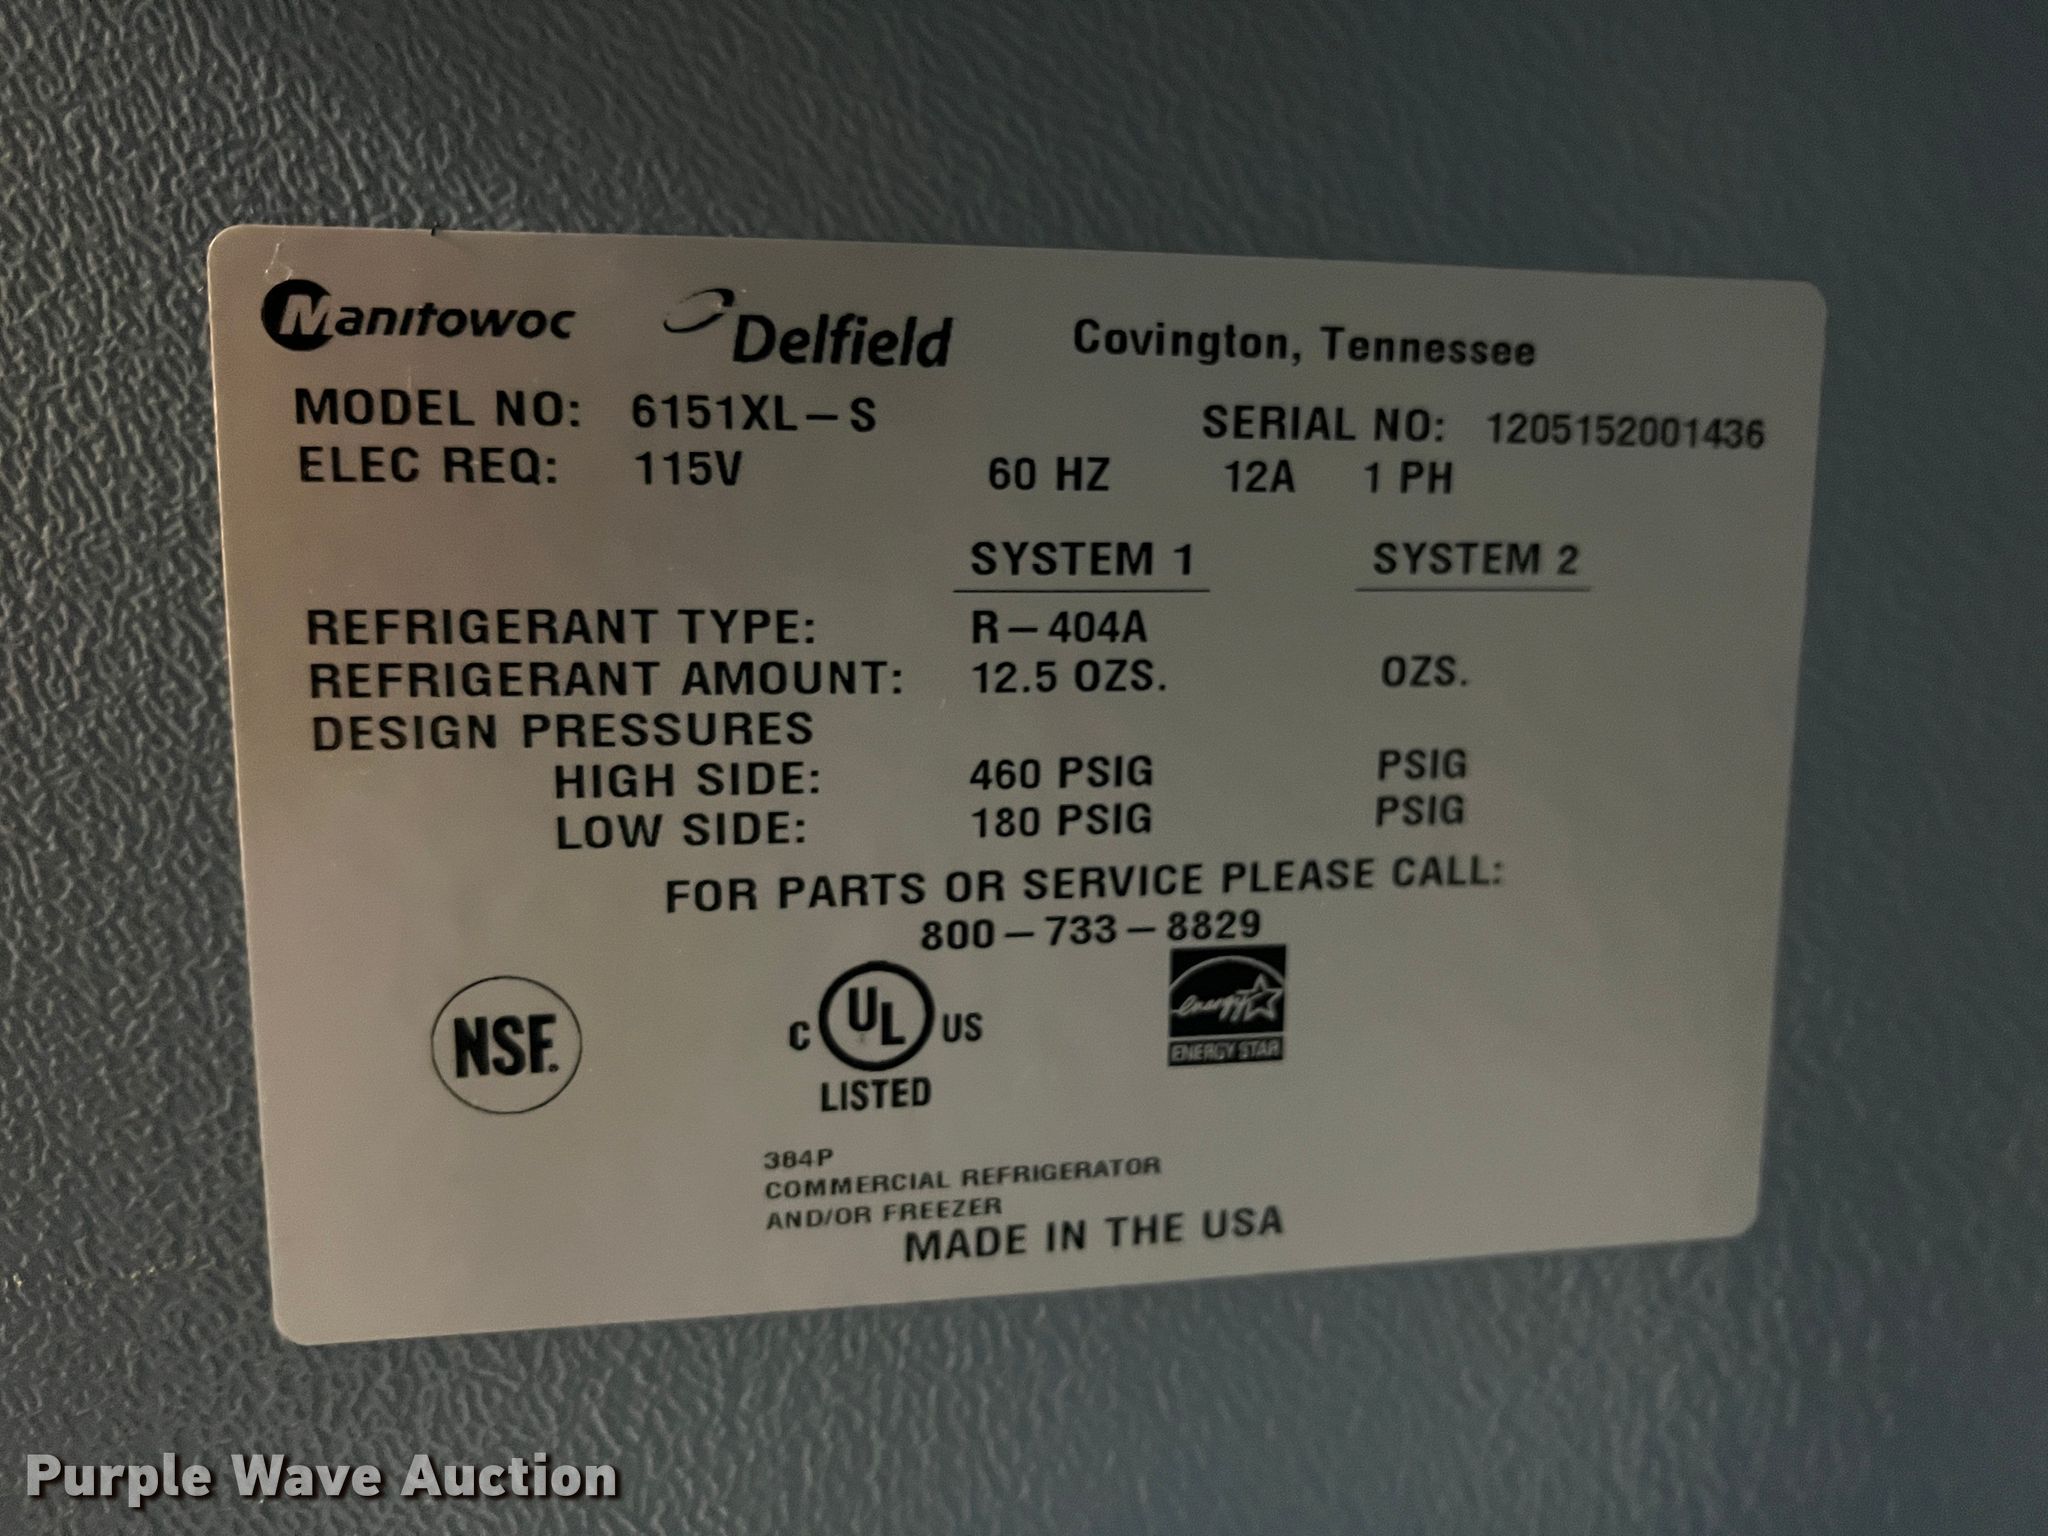 Manitowoc Delfield Covington, Tennessee
MODEL NO: 6151XL-S SERIAL NO: 1205152001436
ELEC REQ: 115V 60 HZ 12A 1 PH
SYSTEM 1 SYSTEM 2
REFRIGERANT TYPE: R-404A
REFRIGERANT AMOUNT: 12.5 OZS. OZS.
DESIGN PRESSURES
HIGH SIDE: 460 PSIG PSIG
LOW SIDE: 180 PSIG PSIG
FOR PARTS OR SERVICE PLEASE CALL:
800-733-8829
NSF.
C UL US
LISTED
energy
ENERGY STAR
384P
COMMERCIAL REFRIGERATOR
AND/OR FREEZER
MADE IN THE USA
Purple Wave Auction